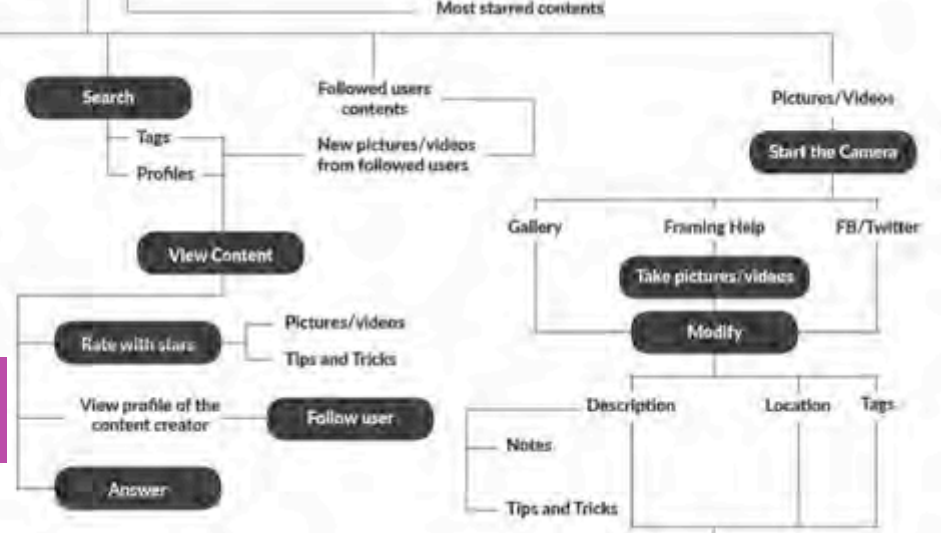 Most starred contents
Search
Followed users
contents
Pictures/Videos
Tags
New pictures/videos
from followed users
Start the Camera
Profiles
Gallery
Framing Help
FB/Twitter
View Content
Take pictures/videos
Pictures/videos
Modify
Rate with stars
Tips and Tricks
View profile of the
content creator
Follow user
Description
Location
Tags
Notes
Answer
Tips and Tricks